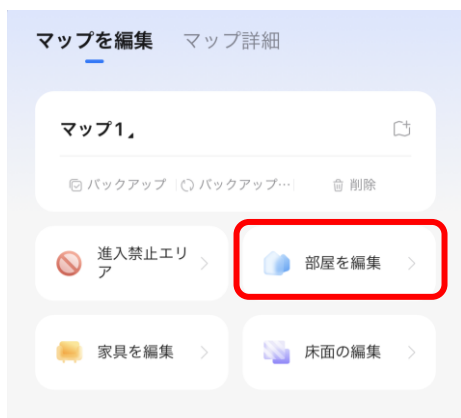 マップを編集 マップ詳細
マップ1
バックアップ バックアップ… 削除
進入禁止エリ
ア
部屋を編集
家具を編集 床面の編集